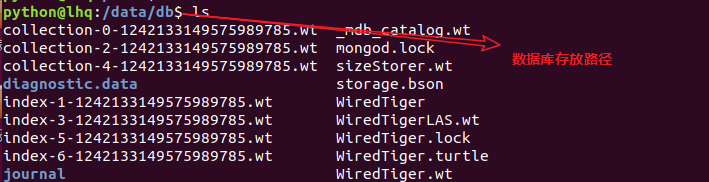 python@lhq:/data/db$ ls
collection-0-1242133149575989785.wt _mdb_catalog.wt
collection-2-1242133149575989785.wt mongod.lock
collection-4-1242133149575989785.wt sizeStorer.wt
数据库存放路径
diagnostic.data storage.bson
index-1-1242133149575989785.wt WiredTiger
index-3-1242133149575989785.wt WiredTigerLAS.wt
index-5-1242133149575989785.wt WiredTiger.lock
index-6-1242133149575989785.wt WiredTiger.turtle
journal WiredTiger.wt